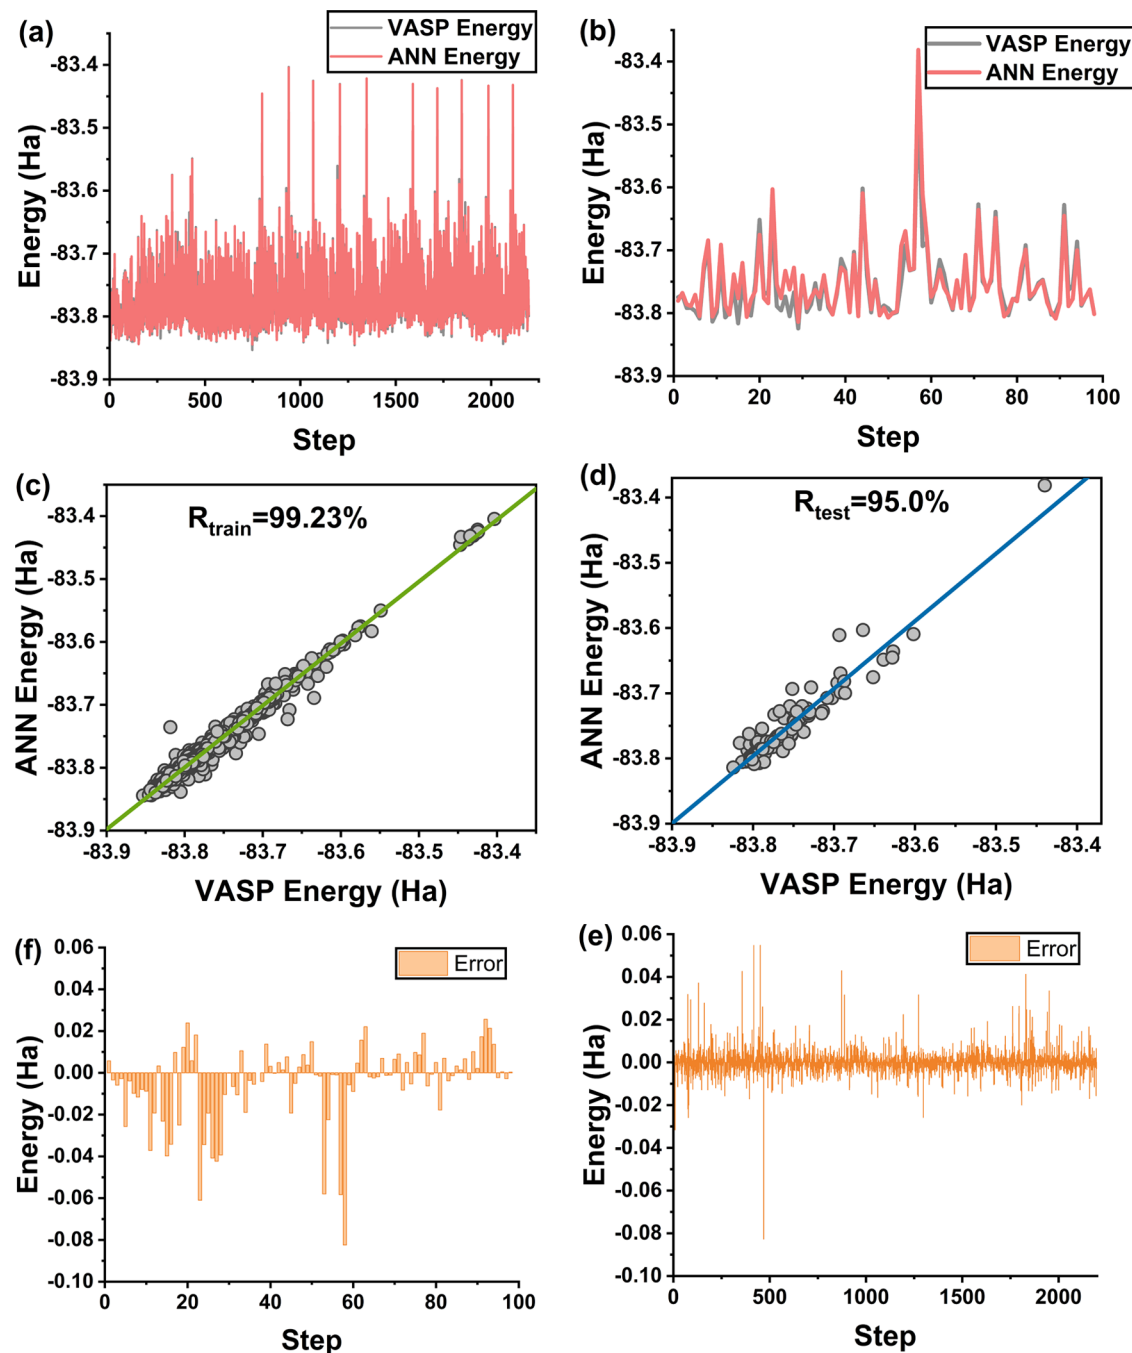 (a)
VASP Energy
ANN Energy
-83.4
-83.5
-83.6
-83.7
-83.8
-83.9
Energy (Ha)
0
500
1000
1500
2000
Step
(b)
VASP Energy
ANN Energy
-83.4
-83.5
-83.6
-83.7
-83.8
-83.9
Energy (Ha)
0
20
40
60
80
100
Step
(c)
Rtrain=99.23%
-83.4
-83.5
-83.6
-83.7
-83.8
-83.9
ANN Energy (Ha)
-83.9
-83.8
-83.7
-83.6
-83.5
-83.4
VASP Energy (Ha)
(d)
Rtest=95.0%
-83.4
-83.5
-83.6
-83.7
-83.8
-83.9
ANN Energy (Ha)
-83.9
-83.8
-83.7
-83.6
-83.5
-83.4
VASP Energy (Ha)
(f)
Error
0.06
0.04
0.02
0.00
-0.02
-0.04
-0.06
-0.08
-0.10
Energy (Ha)
0
20
40
60
80
100
Step
(e)
Error
0.06
0.04
0.02
0.00
-0.02
-0.04
-0.06
-0.08
-0.10
Energy (Ha)
0
500
1000
1500
2000
Step